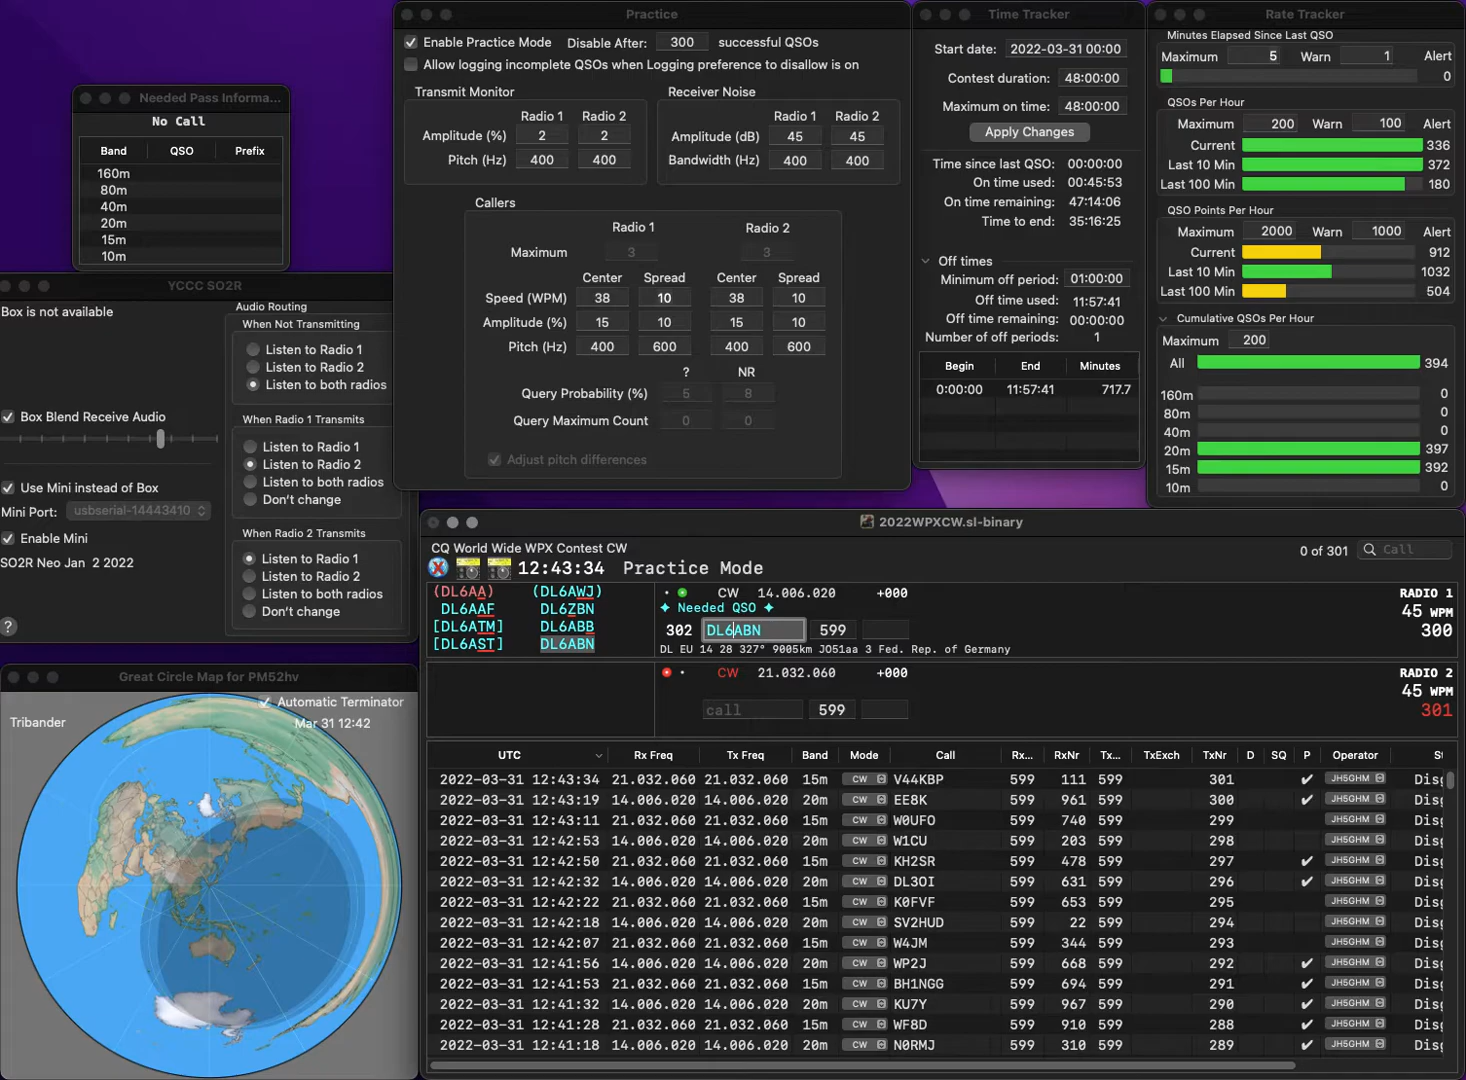 Practice
Enable Practice Mode Disable After: 300 successful QSOs
Allow logging incomplete QSOs when Logging preference to disallow is on
Transmit Monitor
Radio 1 Radio 2
Amplitude (%) 2 2
Pitch (Hz) 400 400
Receiver Noise
Radio 1 Radio 2
Amplitude (dB) 45 45
Bandwidth (Hz) 400 400
Callers
Radio 1 Radio 2
Maximum 3 3
Center Spread Center Spread
Speed (WPM) 38 10 38 10
Amplitude (%) 15 10 15 10
Pitch (Hz) 400 600 400 600
? NR
Query Probability (%) 5 8
Query Maximum Count 0 0
Adjust pitch differences
Time Tracker
Start date: 2022-03-31 00:00
Contest duration: 48:00:00
Maximum on time: 48:00:00
Apply Changes
Time since last QSO: 00:00:00
On time used: 00:45:53
On time remaining: 47:14:06
Time to end: 35:16:25
Off times
Minimum off period: 01:00:00
Off time used: 11:57:41
Off time remaining: 00:00:00
Number of off periods: 1
Begin End Minutes
0:00:00 11:57:41 717.7
Rate Tracker
Minutes Elapsed Since Last QSO
Maximum 5 Warn 1 Alert
0
QSOs Per Hour
Maximum 200 Warn 100 Alert
Current 336
Last 10 Min 372
Last 100 Min 180
QSO Points Per Hour
Maximum 2000 Warn 1000 Alert
Current 912
Last 10 Min 1032
Last 100 Min 504
Cumulative QSOs Per Hour
Maximum 200
All 394
160m 0
80m 0
40m 0
20m 397
15m 392
10m 0
Needed Pass Informa...
No Call
Band QSO Prefix
160m
80m
40m
20m
15m
10m
YCCC SO2R
Box is not available
Box Blend Receive Audio
Use Mini instead of Box
Mini Port: usbserial-14443410
Enable Mini
SO2R Neo Jan 2 2022
?
Audio Routing
When Not Transmitting
Listen to Radio 1
Listen to Radio 2
Listen to both radios
When Radio 1 Transmits
Listen to Radio 1
Listen to Radio 2
Listen to both radios
Don't change
When Radio 2 Transmits
Listen to Radio 1
Listen to Radio 2
Listen to both radios
Don't change
Great Circle Map for PM52hv
Automatic Terminator
Tribander Mar 31 12:42
2022WPXCW.sl-binary
CQ World Wide WPX Contest CW
0 of 301 Call
12:43:34 Practice Mode
(DL6AA) (DL6AWJ)
DL6AAF DL6ZBN
[DL6ATM] DL6ABB
[DL6AST] DL6ABN
CW 14.006.020 +000 RADIO 1
Needed QSO 45 WPM
302 DL6ABN 599 300
DL EU 14 28 327° 9005km JO51aa 3 Fed. Rep. of Germany
CW 21.032.060 +000 RADIO 2
45 WPM
call 599 301
UTC Rx Freq Tx Freq Band Mode Call Rx... RxNr Tx... TxExch TxNr D SQ P Operator
2022-03-31 12:43:34 21.032.060 21.032.060 15m CW V44KBP 599 111 599 301 ✔ JH5GHM
2022-03-31 12:43:19 14.006.020 14.006.020 20m CW EE8K 599 961 599 300 ✔ JH5GHM
2022-03-31 12:43:11 14.006.020 14.006.020 20m CW W0UFO 599 740 599 299 JH5GHM
2022-03-31 12:42:53 14.006.020 14.006.020 20m CW W1CU 599 203 599 298 JH5GHM
2022-03-31 12:42:50 21.032.060 21.032.060 15m CW KH2SR 599 478 599 297 ✔ JH5GHM
2022-03-31 12:42:32 14.006.020 14.006.020 20m CW DL3OI 599 631 599 296 ✔ JH5GHM
2022-03-31 12:42:22 21.032.060 21.032.060 15m CW K0FVF 599 653 599 295 JH5GHM
2022-03-31 12:42:18 14.006.020 14.006.020 20m CW SV2HUD 599 22 599 294 JH5GHM
2022-03-31 12:42:07 21.032.060 21.032.060 15m CW W4JM 599 344 599 293 JH5GHM
2022-03-31 12:41:56 14.006.020 14.006.020 20m CW WP2J 599 668 599 292 ✔ JH5GHM
2022-03-31 12:41:53 21.032.060 21.032.060 15m CW BH1NGG 599 694 599 291 ✔ JH5GHM
2022-03-31 12:41:32 14.006.020 14.006.020 20m CW KU7Y 599 967 599 290 ✔ JH5GHM
2022-03-31 12:41:28 21.032.060 21.032.060 15m CW WF8D 599 910 599 288 ✔ JH5GHM
2022-03-31 12:41:18 14.006.020 14.006.020 20m CW N0RMJ 599 310 599 289 ✔ JH5GHM